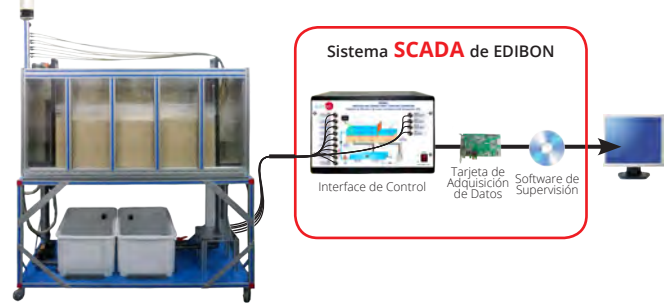 Sistema SCADA de EDIBON
Interface de Control
Tarjeta de
Adquisición
de Datos
Software de
Supervisión